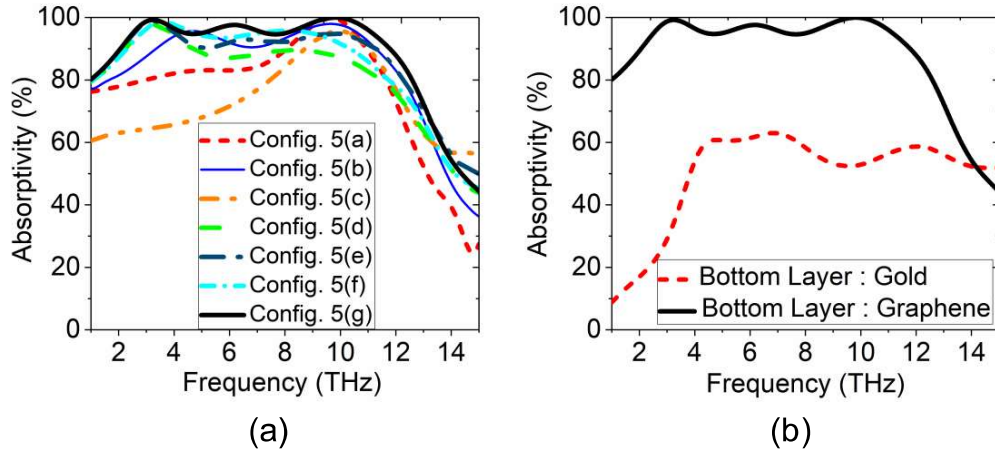 100
80
60
40
20
0
Absorptivity (%)
2 4 6 8 10 12 14
Frequency (THz)
Config. 5(a)
Config. 5(b)
Config. 5(c)
Config. 5(d)
Config. 5(e)
Config. 5(f)
Config. 5(g)
(a)
100
80
60
40
20
0
Absorptivity (%)
2 4 6 8 10 12 14
Frequency (THz)
Bottom Layer : Gold
Bottom Layer : Graphene
(b)